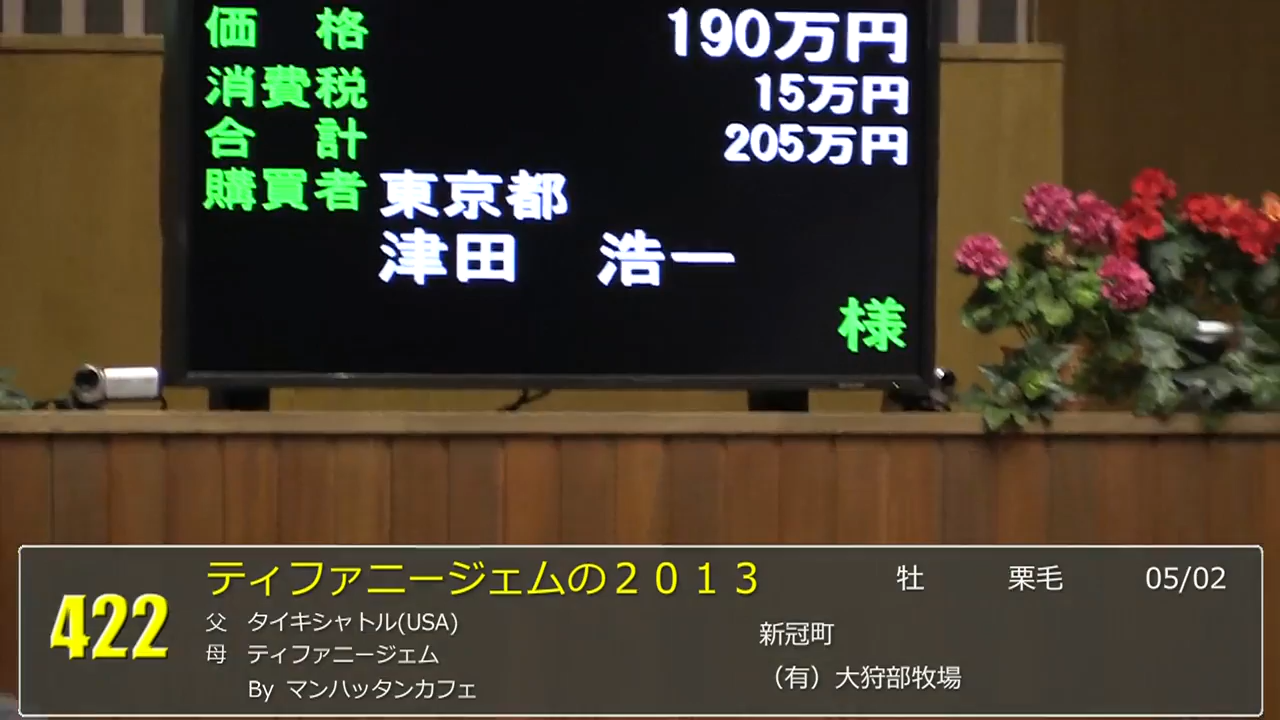 価　格 190万円
消費税 15万円
合　計 205万円
購買者 東京都
津田　浩一
様
422
ティファニージェムの２０１３ 牡 栗毛 05/02
父 タイキシャトル(USA)
母 ティファニージェム
By マンハッタンカフェ
新冠町
（有）大狩部牧場